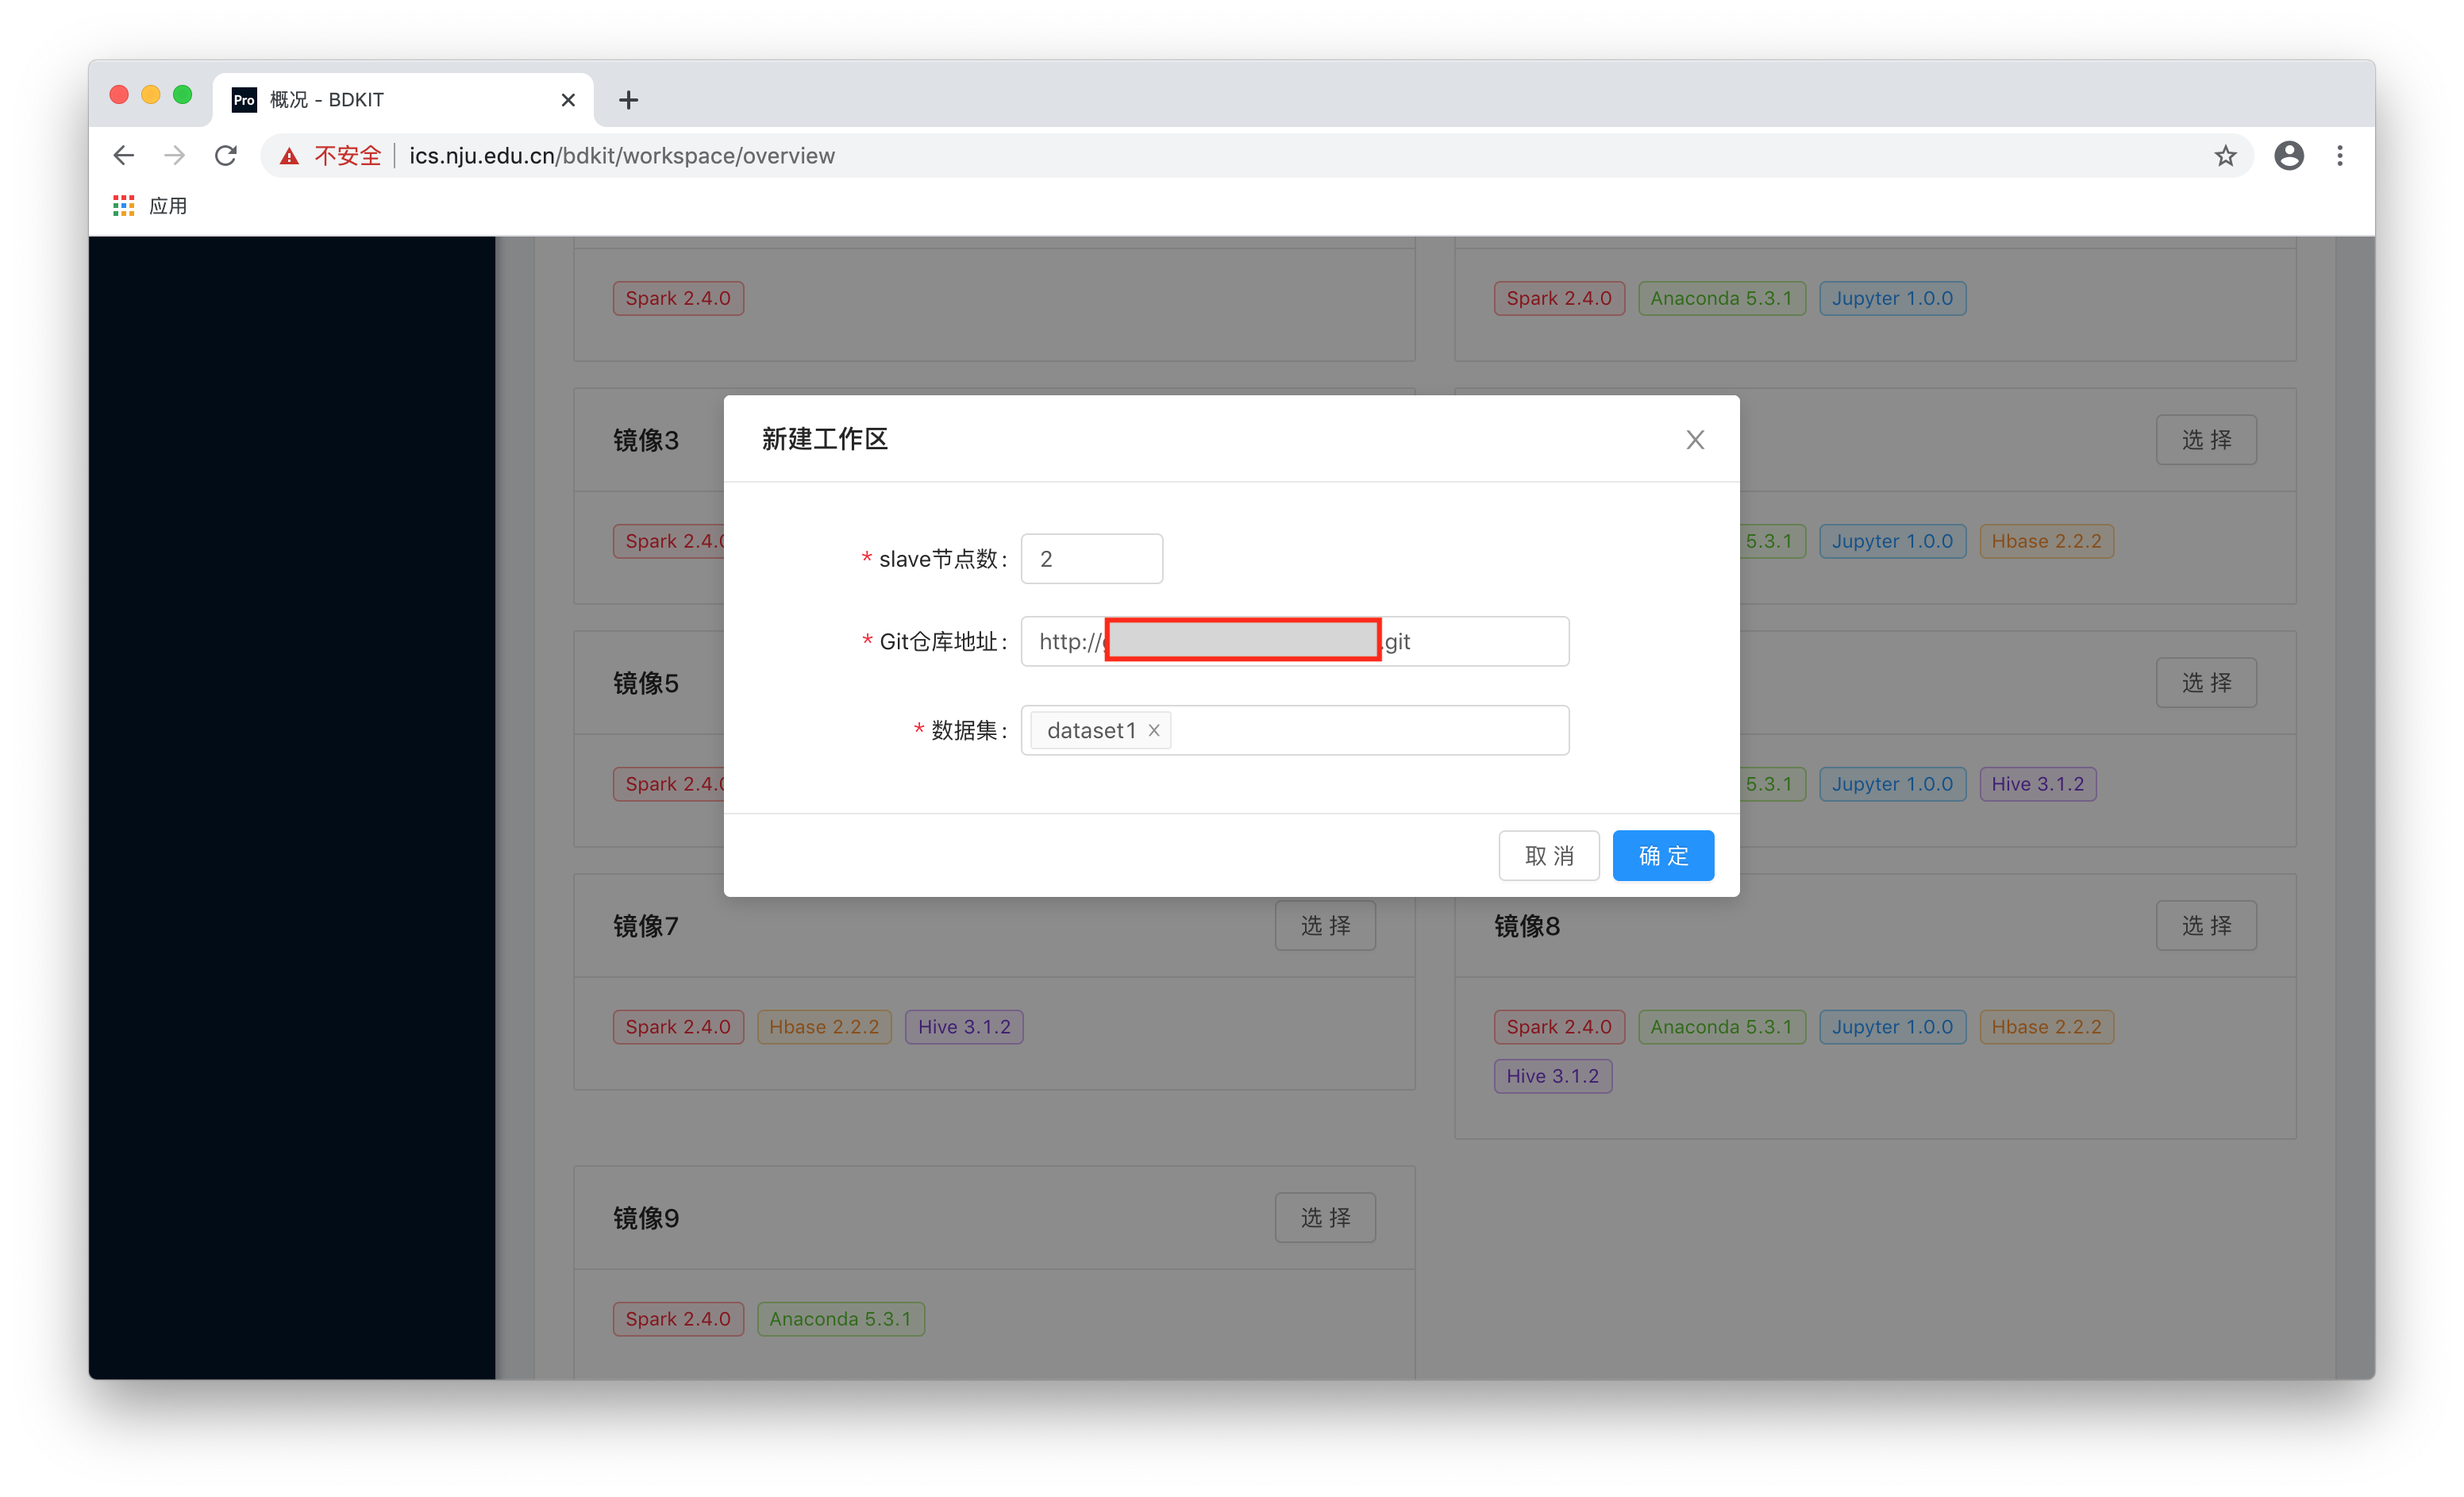 Pro 概况 - BDKIT
不安全 ics.nju.edu.cn/bdkit/workspace/overview
应用
Spark 2.4.0
Spark 2.4.0 Anaconda 5.3.1 Jupyter 1.0.0
镜像3
选 择
Spark 2.4.0
5.3.1 Jupyter 1.0.0 Hbase 2.2.2
新建工作区
* slave节点数: 2
* Git仓库地址: http:// .git
* 数据集: dataset1
取 消 确 定
镜像5
选 择
Spark 2.4.0
5.3.1 Jupyter 1.0.0 Hive 3.1.2
镜像7 选 择
Spark 2.4.0 Hbase 2.2.2 Hive 3.1.2
镜像8 选 择
Spark 2.4.0 Anaconda 5.3.1 Jupyter 1.0.0 Hbase 2.2.2
Hive 3.1.2
镜像9 选 择
Spark 2.4.0 Anaconda 5.3.1